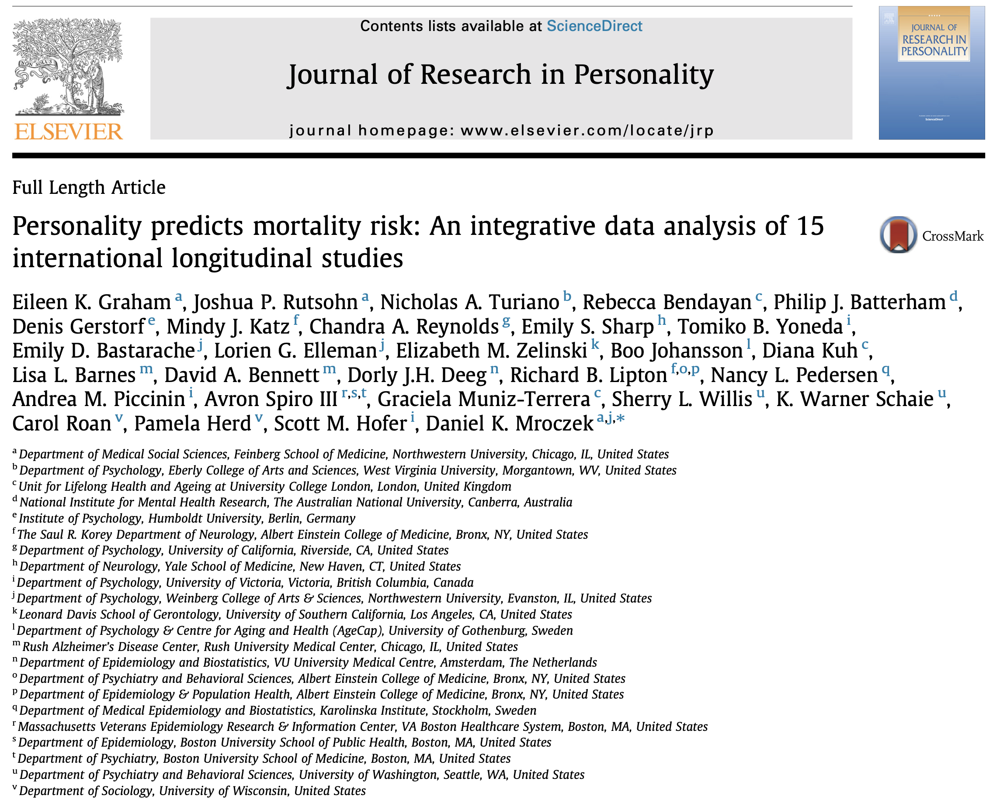 Contents lists available at ScienceDirect
Journal of Research in Personality
journal homepage: www.elsevier.com/locate/jrp
NON SOLUS
ELSEVIER
JOURNAL OF
RESEARCH IN
PERSONALITY
ScienceDirect
Full Length Article
Personality predicts mortality risk: An integrative data analysis of 15
international longitudinal studies
CrossMark
Eileen K. Graham a, Joshua P. Rutsohn a, Nicholas A. Turiano b, Rebecca Bendayan c, Philip J. Batterham d,
Denis Gerstorf e, Mindy J. Katz f, Chandra A. Reynolds g, Emily S. Sharp h, Tomiko B. Yoneda i,
Emily D. Bastarache j, Lorien G. Elleman j, Elizabeth M. Zelinski k, Boo Johansson l, Diana Kuh c,
Lisa L. Barnes m, David A. Bennett m, Dorly J.H. Deeg n, Richard B. Lipton f,o,p, Nancy L. Pedersen q,
Andrea M. Piccinin i, Avron Spiro III r,s,t, Graciela Muniz-Terrera c, Sherry L. Willis u, K. Warner Schaie u,
Carol Roan v, Pamela Herd v, Scott M. Hofer i, Daniel K. Mroczek a,j,*
a Department of Medical Social Sciences, Feinberg School of Medicine, Northwestern University, Chicago, IL, United States
b Department of Psychology, Eberly College of Arts and Sciences, West Virginia University, Morgantown, WV, United States
c Unit for Lifelong Health and Ageing at University College London, London, United Kingdom
d National Institute for Mental Health Research, The Australian National University, Canberra, Australia
e Institute of Psychology, Humboldt University, Berlin, Germany
f The Saul R. Korey Department of Neurology, Albert Einstein College of Medicine, Bronx, NY, United States
g Department of Psychology, University of California, Riverside, CA, United States
h Department of Neurology, Yale School of Medicine, New Haven, CT, United States
i Department of Psychology, University of Victoria, Victoria, British Columbia, Canada
j Department of Psychology, Weinberg College of Arts & Sciences, Northwestern University, Evanston, IL, United States
k Leonard Davis School of Gerontology, University of Southern California, Los Angeles, CA, United States
l Department of Psychology & Centre for Aging and Health (AgeCap), University of Gothenburg, Sweden
m Rush Alzheimer's Disease Center, Rush University Medical Center, Chicago, IL, United States
n Department of Epidemiology and Biostatistics, VU University Medical Centre, Amsterdam, The Netherlands
o Department of Psychiatry and Behavioral Sciences, Albert Einstein College of Medicine, Bronx, NY, United States
p Department of Epidemiology & Population Health, Albert Einstein College of Medicine, Bronx, NY, United States
q Department of Medical Epidemiology and Biostatistics, Karolinska Institute, Stockholm, Sweden
r Massachusetts Veterans Epidemiology Research & Information Center, VA Boston Healthcare System, Boston, MA, United States
s Department of Epidemiology, Boston University School of Public Health, Boston, MA, United States
t Department of Psychiatry, Boston University School of Medicine, Boston, MA, United States
u Department of Psychiatry and Behavioral Sciences, University of Washington, Seattle, WA, United States
v Department of Sociology, University of Wisconsin, United States